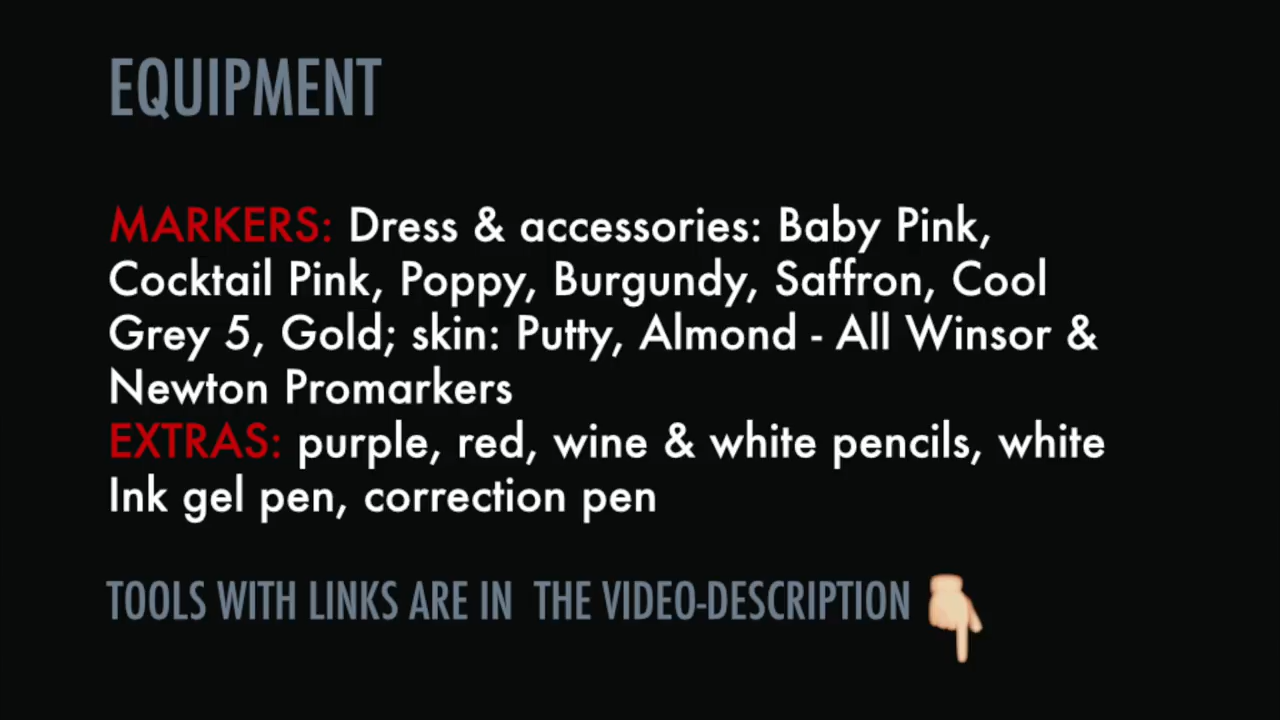 EQUIPMENT
MARKERS: Dress & accessories: Baby Pink,
Cocktail Pink, Poppy, Burgundy, Saffron, Cool
Grey 5, Gold; skin: Putty, Almond - All Winsor &
Newton Promarkers
EXTRAS: purple, red, wine & white pencils, white
Ink gel pen, correction pen
TOOLS WITH LINKS ARE IN THE VIDEO-DESCRIPTION